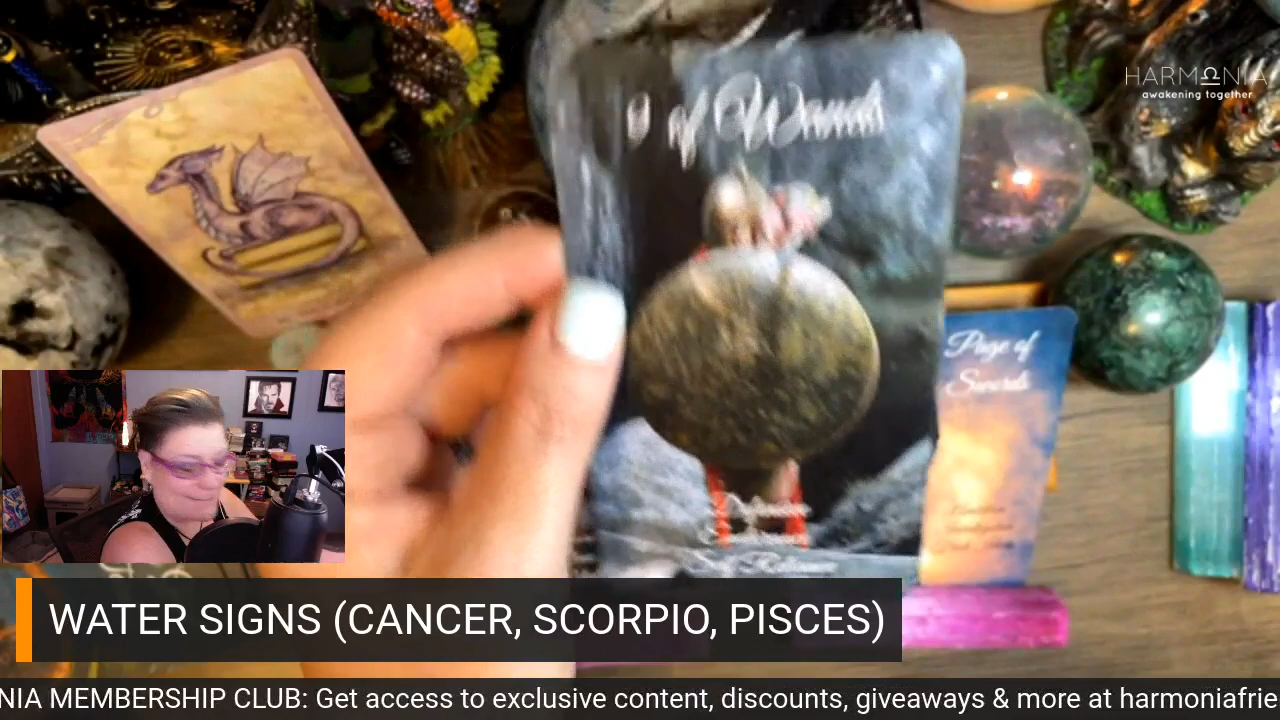 HARMONIA
awakening together
of Wands
Page of
Swords
WATER SIGNS (CANCER, SCORPIO, PISCES)
NIA MEMBERSHIP CLUB: Get access to exclusive content, discounts, giveaways & more at harmoniafrie